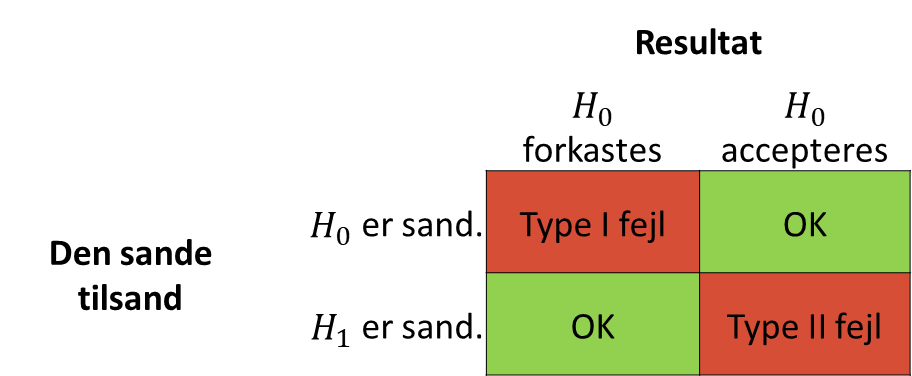 Resultat
H₀ H₀
forkastes accepteres
H₀ er sand. Type I fejl OK
Den sande
tilsand
H₁ er sand. OK Type II fejl